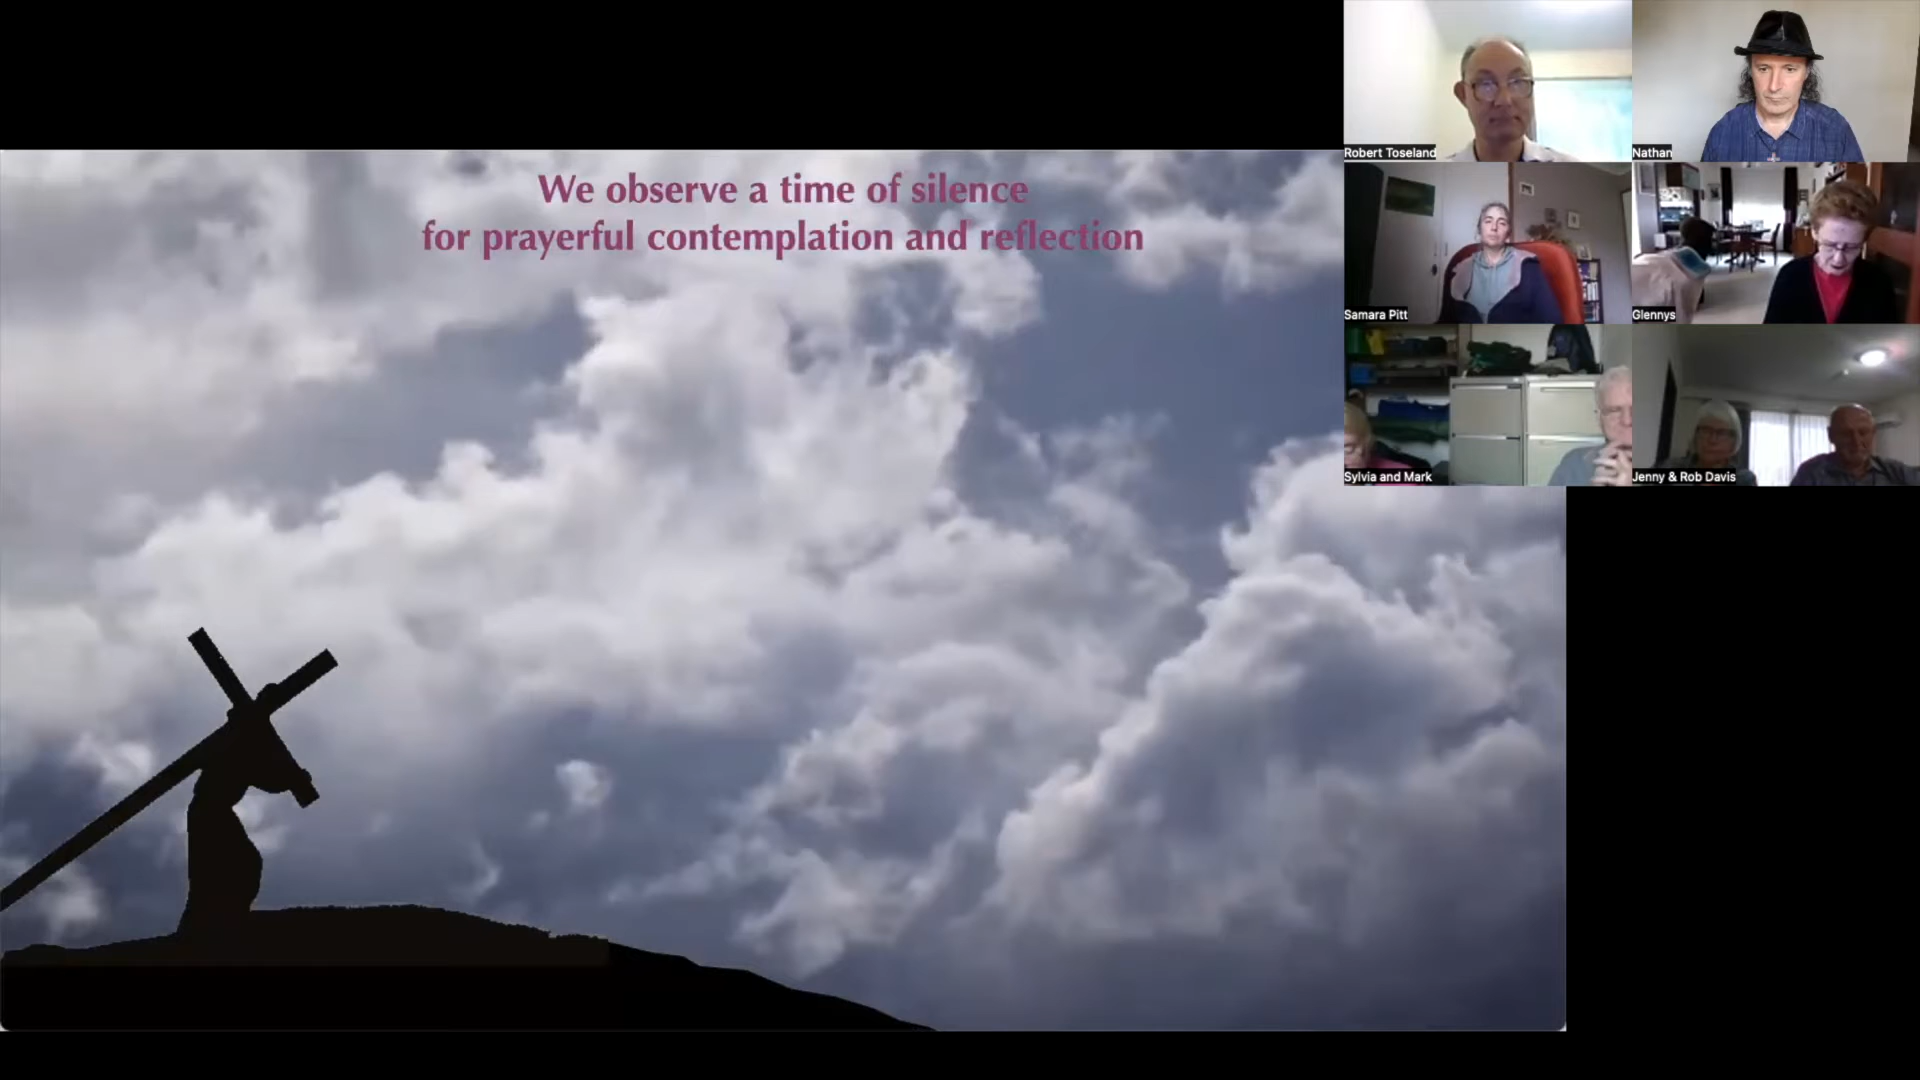 We observe a time of silence
for prayerful contemplation and reflection
Robert Toseland
Nathan
Samara Pitt
Glennys
Sylvia and Mark
Jenny & Rob Davis